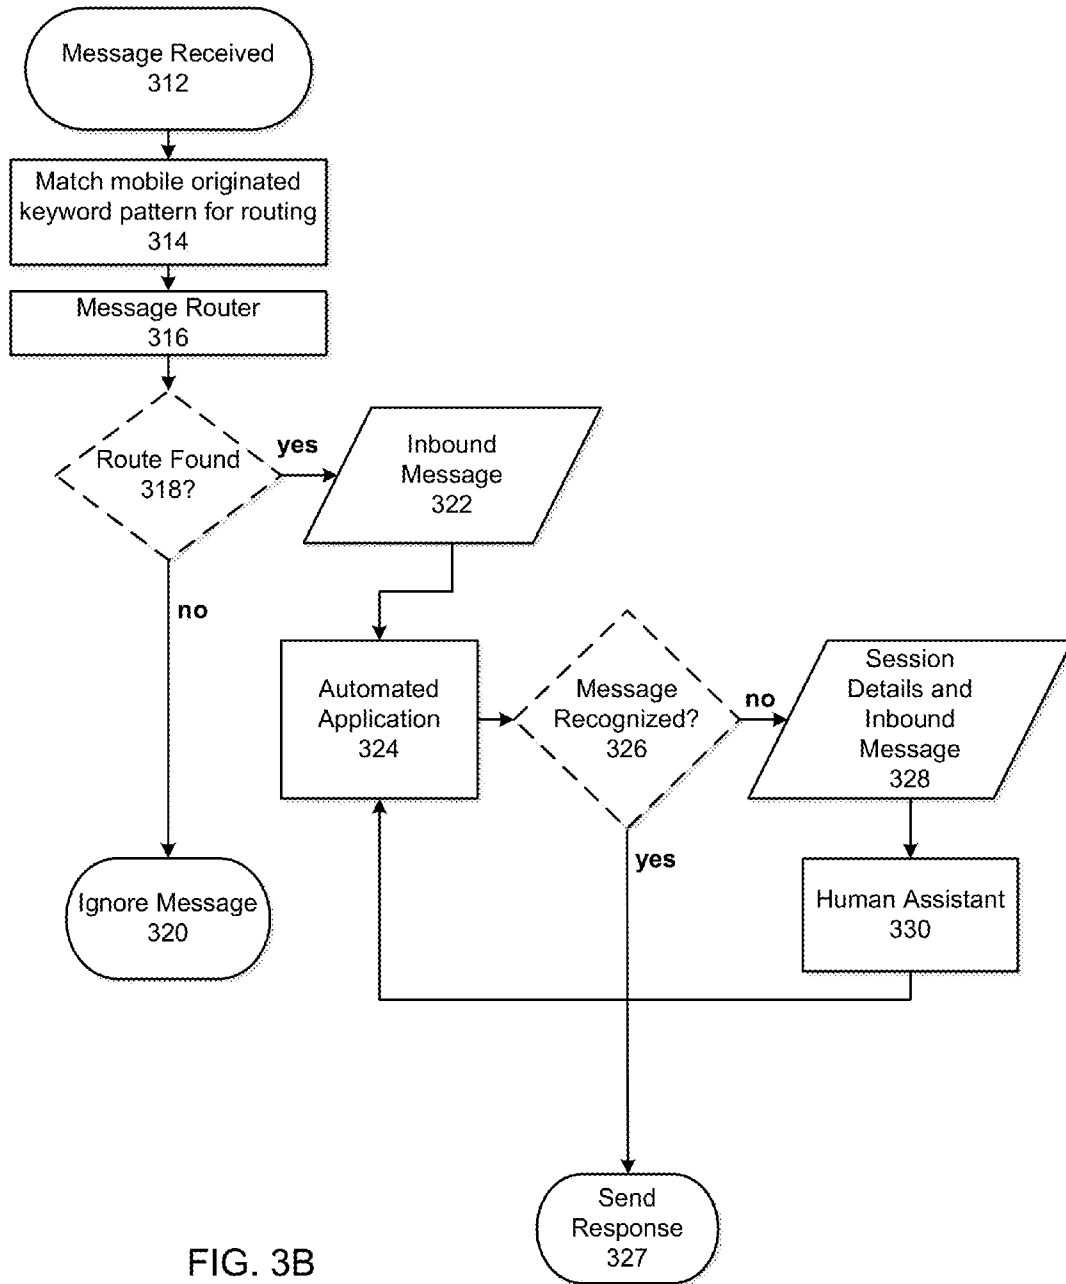 Message Received
312
Match mobile originated
keyword pattern for routing
314
Message Router
316
Route Found
318?
yes
no
Inbound
Message
322
Ignore Message
320
Automated
Application
324
Message
Recognized?
326
no
yes
Session
Details and
Inbound
Message
328
Human Assistant
330
Send
Response
327
FIG. 3B